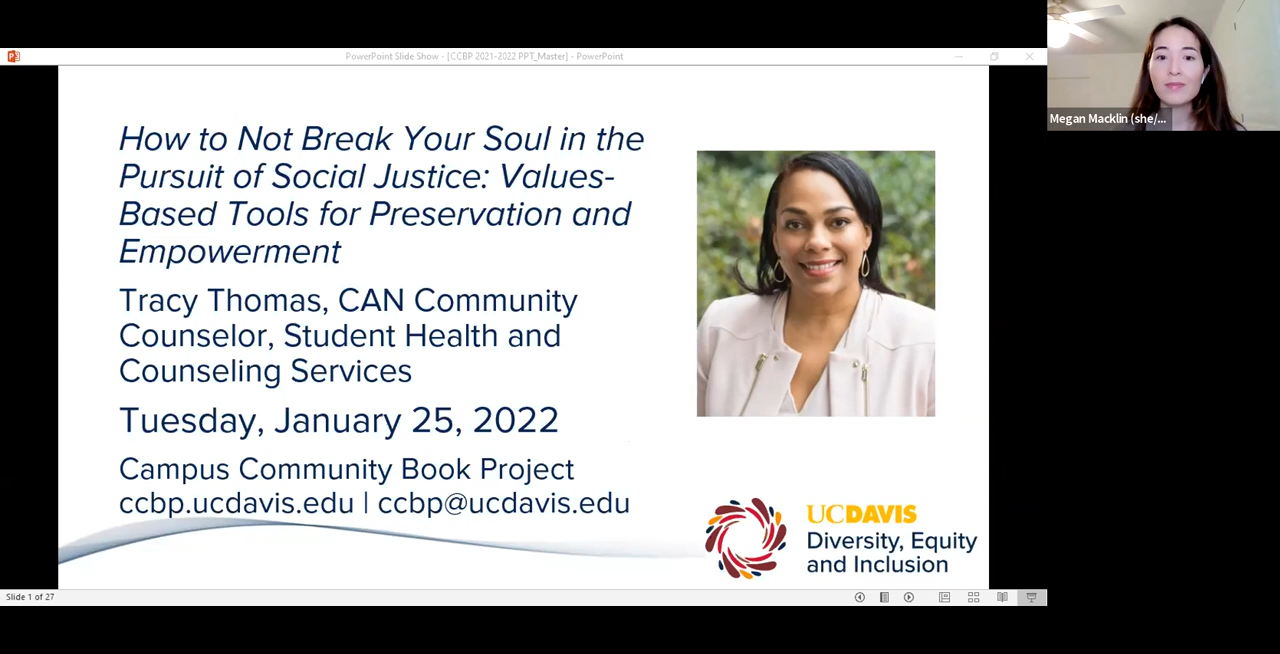 PowerPoint Slide Show - [CCBP 2021-2022 PPT_Master] - PowerPoint
Megan Macklin (she/...
How to Not Break Your Soul in the
Pursuit of Social Justice: Values-
Based Tools for Preservation and
Empowerment
Tracy Thomas, CAN Community
Counselor, Student Health and
Counseling Services
Tuesday, January 25, 2022
Campus Community Book Project
ccbp.ucdavis.edu | ccbp@ucdavis.edu
UCDAVIS
Diversity, Equity
and Inclusion
Slide 1 of 27